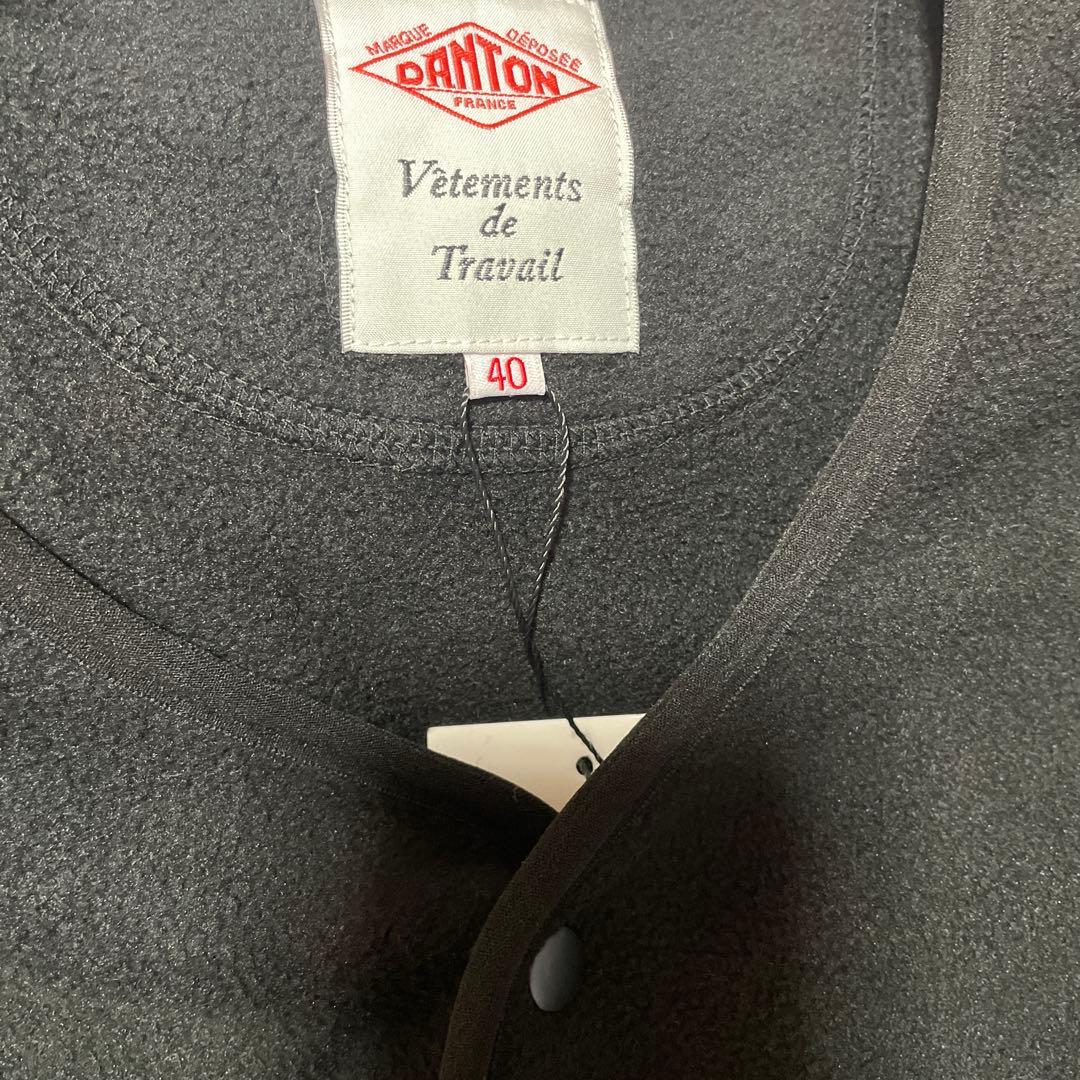 MARQUE DÉPOSÉE
DANTON
FRANCE
Vêtements
de
Travail
40